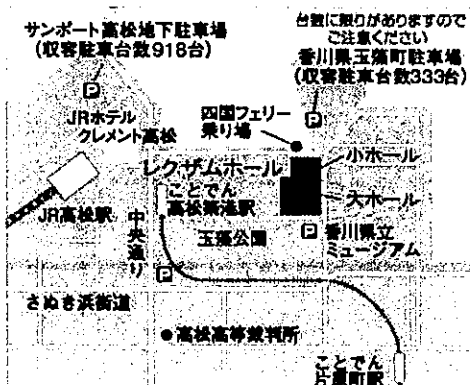 サンポート高松地下駐車場
(収容駐車台数918台)
台数に限りがありますので
ご注意ください
香川県玉藻町駐車場
(収容駐車台数333台)
P
P
JRホテル
クレメント高松
四国フェリー
乗り場
レクザムホール
小ホール
大ホール
ことでん
高松築港駅
JR高松駅
中央通り
玉藻公園
P
香川県立
ミュージアム
P
さぬき浜街道
高松高等裁判所
ことでん
片原町駅